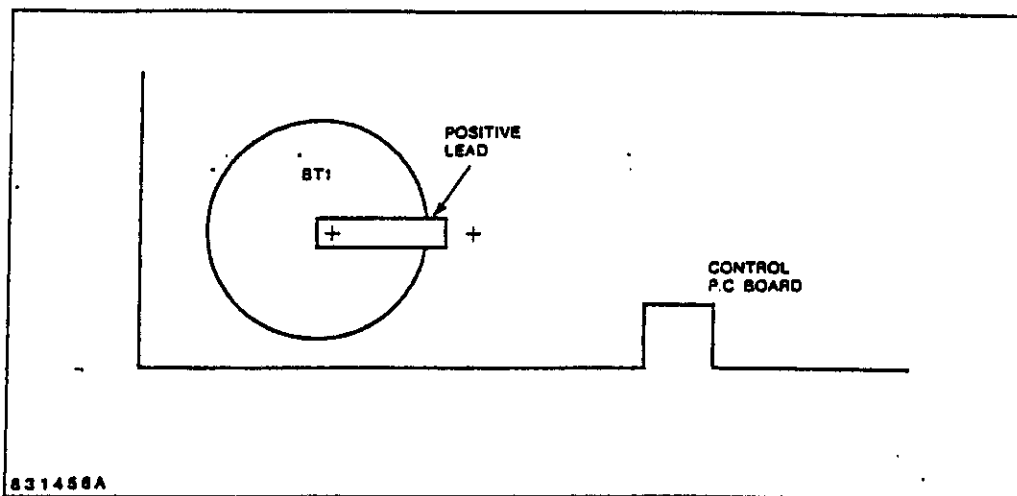 POSITIVE
LEAD
BT1
+ +
CONTROL
P.C BOARD
831456A